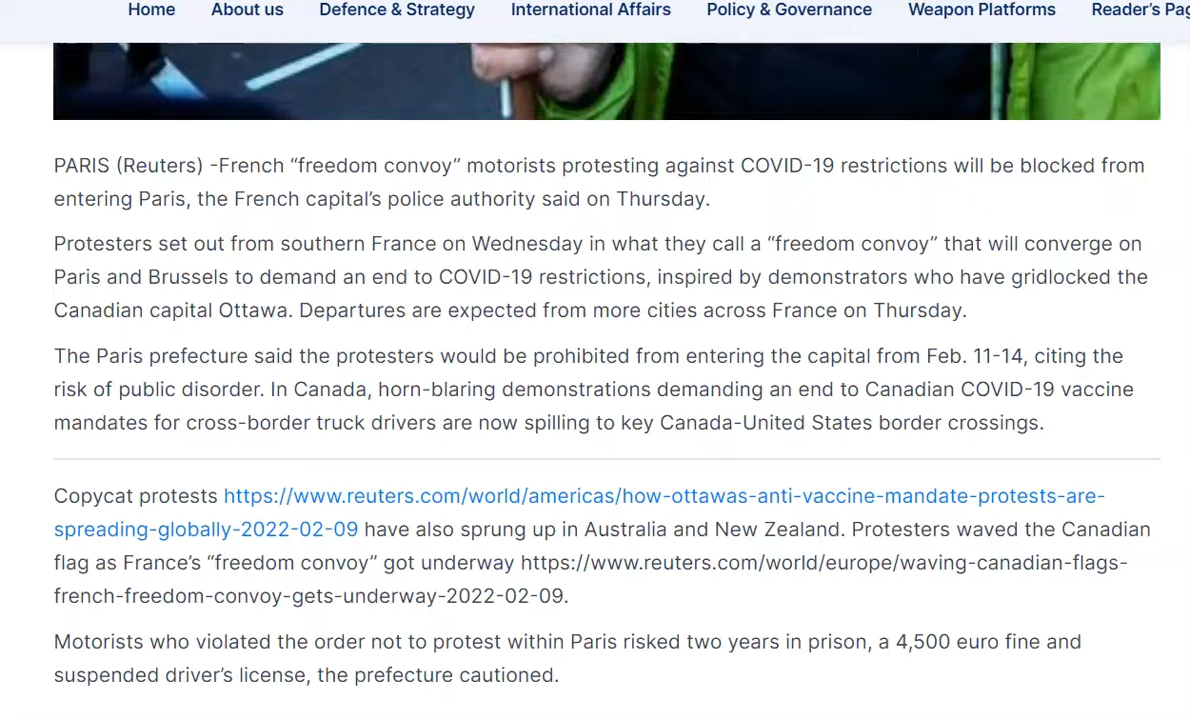 Home About us Defence & Strategy International Affairs Policy & Governance Weapon Platforms Reader's Pag
PARIS (Reuters) -French “freedom convoy” motorists protesting against COVID-19 restrictions will be blocked from
entering Paris, the French capital’s police authority said on Thursday.
Protesters set out from southern France on Wednesday in what they call a “freedom convoy” that will converge on
Paris and Brussels to demand an end to COVID-19 restrictions, inspired by demonstrators who have gridlocked the
Canadian capital Ottawa. Departures are expected from more cities across France on Thursday.
The Paris prefecture said the protesters would be prohibited from entering the capital from Feb. 11-14, citing the
risk of public disorder. In Canada, horn-blaring demonstrations demanding an end to Canadian COVID-19 vaccine
mandates for cross-border truck drivers are now spilling to key Canada-United States border crossings.
Copycat protests https://www.reuters.com/world/americas/how-ottawas-anti-vaccine-mandate-protests-are-
spreading-globally-2022-02-09 have also sprung up in Australia and New Zealand. Protesters waved the Canadian
flag as France’s “freedom convoy” got underway https://www.reuters.com/world/europe/waving-canadian-flags-
french-freedom-convoy-gets-underway-2022-02-09.
Motorists who violated the order not to protest within Paris risked two years in prison, a 4,500 euro fine and
suspended driver’s license, the prefecture cautioned.